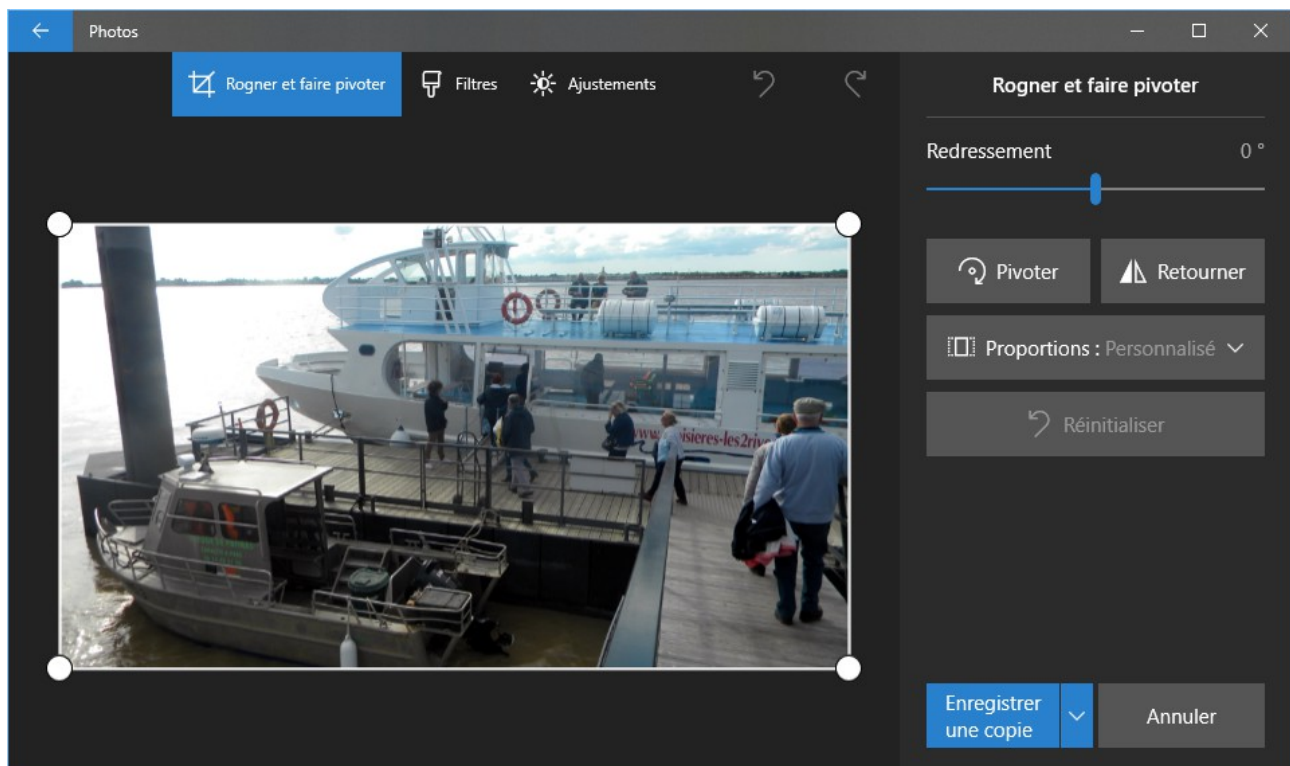 Photos
Rogner et faire pivoter
Filtres
Ajustements
Rogner et faire pivoter
Redressement
0 °
Pivoter
Retourner
Proportions : Personnalisé
Réinitialiser
Enregistrer
une copie
Annuler